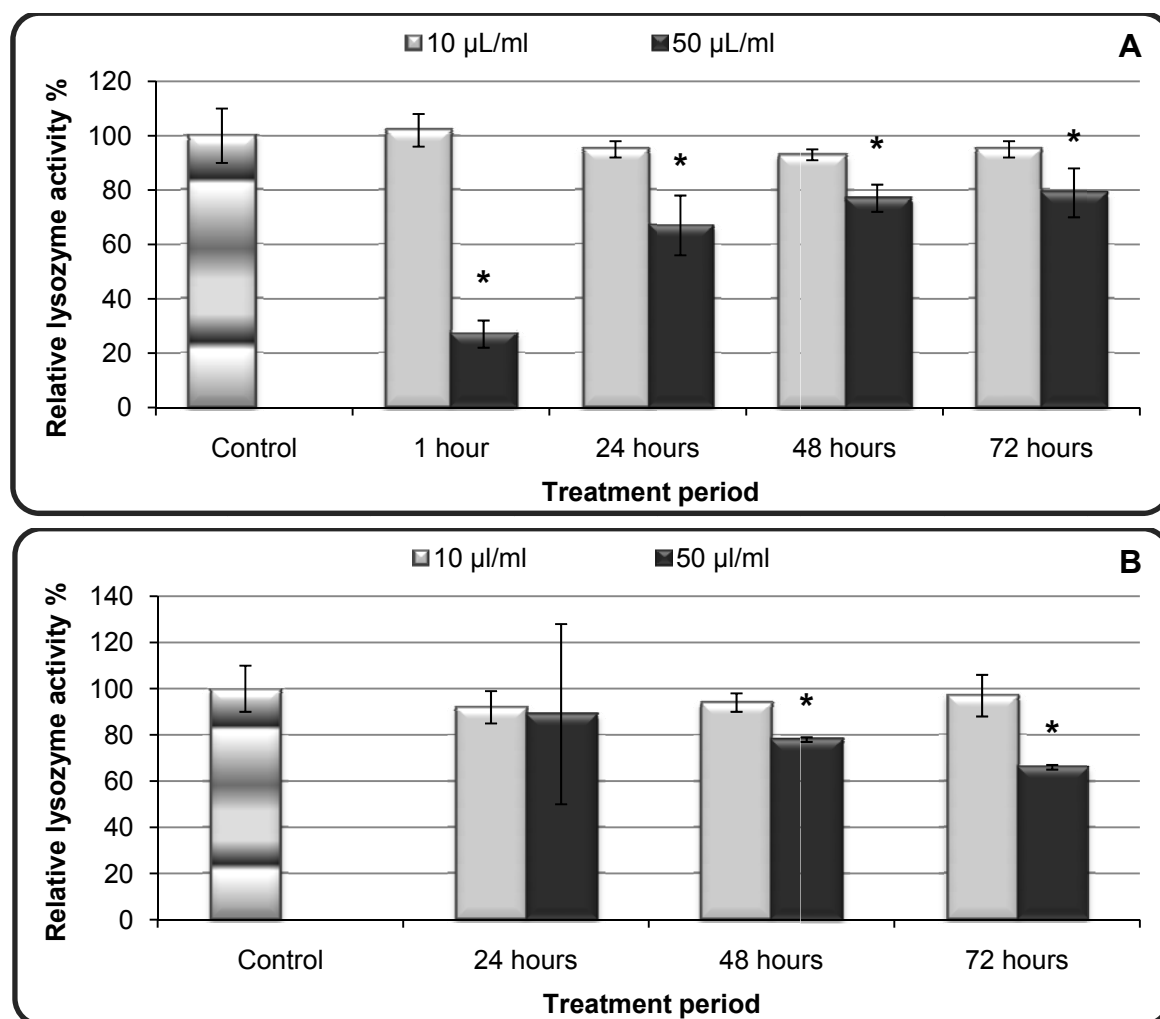 10 µL/ml 50 µL/ml A
Relative lysozyme activity %
120
100
80
60
40
20
0
* * * *
Control 1 hour 24 hours 48 hours 72 hours
Treatment period
10 µl/ml 50 µl/ml B
Relative lysozyme activity %
140
120
100
80
60
40
20
0
* *
Control 24 hours 48 hours 72 hours
Treatment period